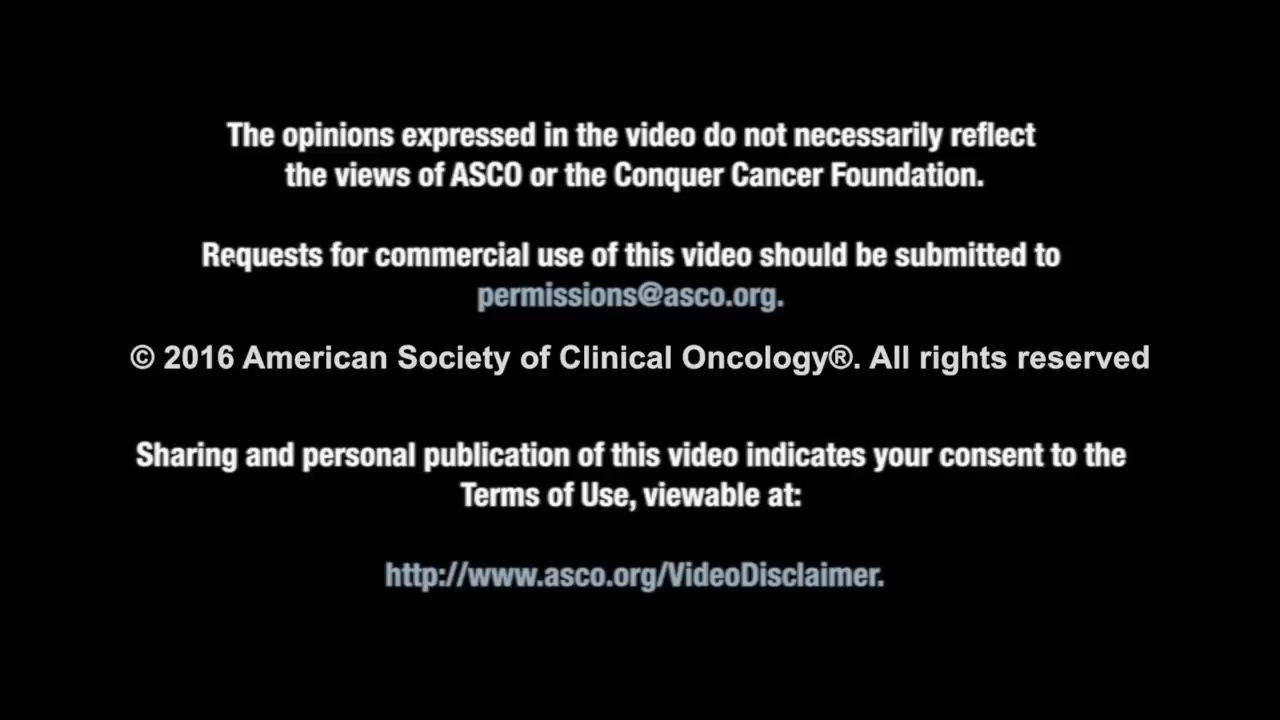 The opinions expressed in the video do not necessarily reflect
the views of ASCO or the Conquer Cancer Foundation.
Requests for commercial use of this video should be submitted to
permissions@asco.org.
© 2016 American Society of Clinical Oncology®. All rights reserved
Sharing and personal publication of this video indicates your consent to the
Terms of Use, viewable at:
http://www.asco.org/VideoDisclaimer.